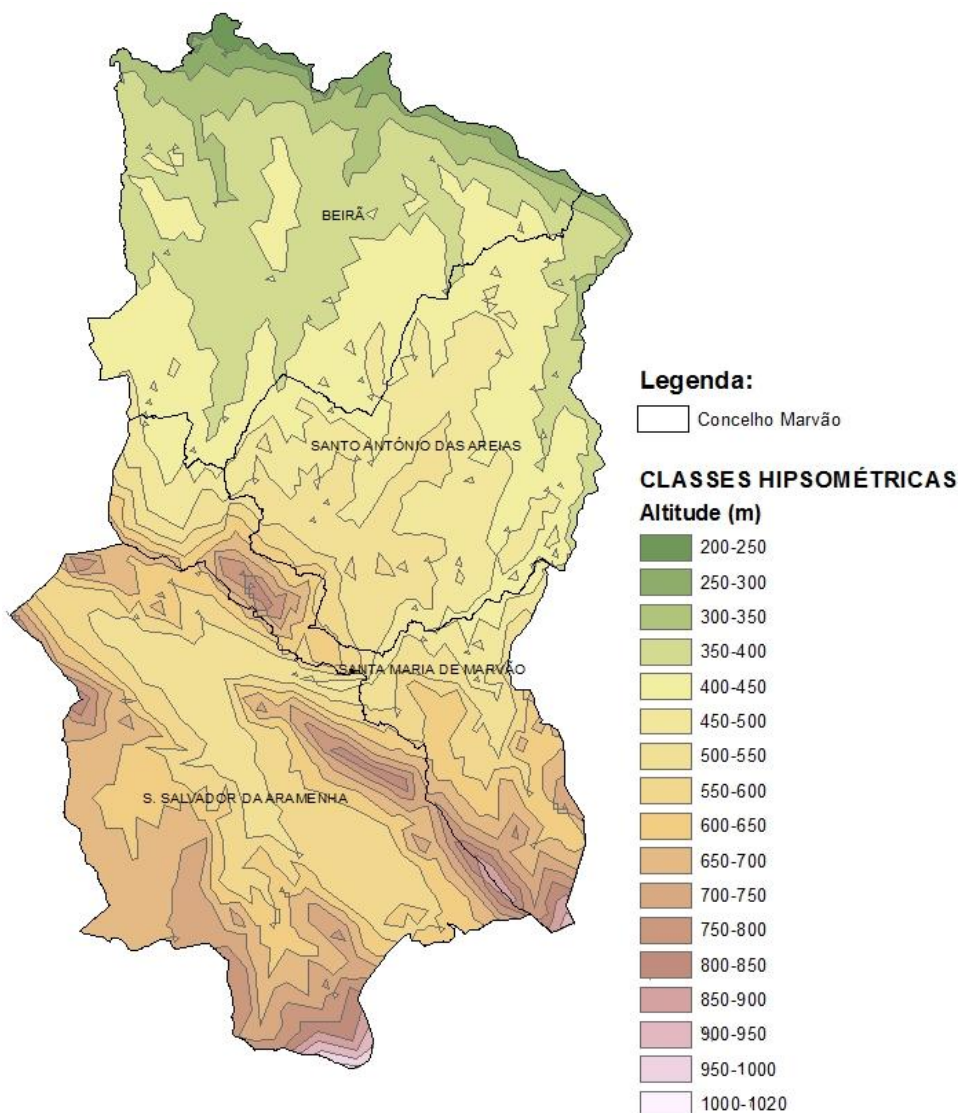 BEIRÃ
SANTO ANTÓNIO DAS AREIAS
SANTA MARIA DE MARVÃO
S. SALVADOR DA ARAMENHA
Legenda:
Concelho Marvão
CLASSES HIPSOMÉTRICAS
Altitude (m)
200-250
250-300
300-350
350-400
400-450
450-500
500-550
550-600
600-650
650-700
700-750
750-800
800-850
850-900
900-950
950-1000
1000-1020